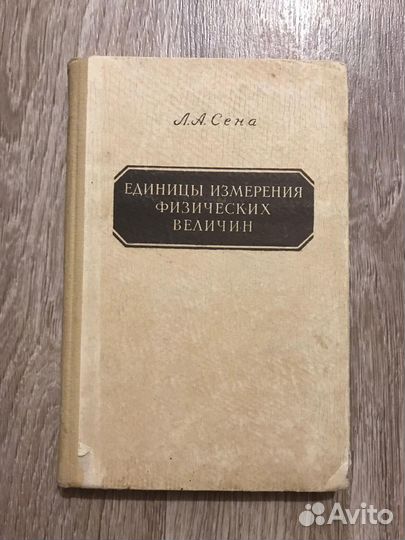 Л. А. Сена
ЕДИНИЦЫ ИЗМЕРЕНИЯ
ФИЗИЧЕСКИХ
ВЕЛИЧИН
Avito